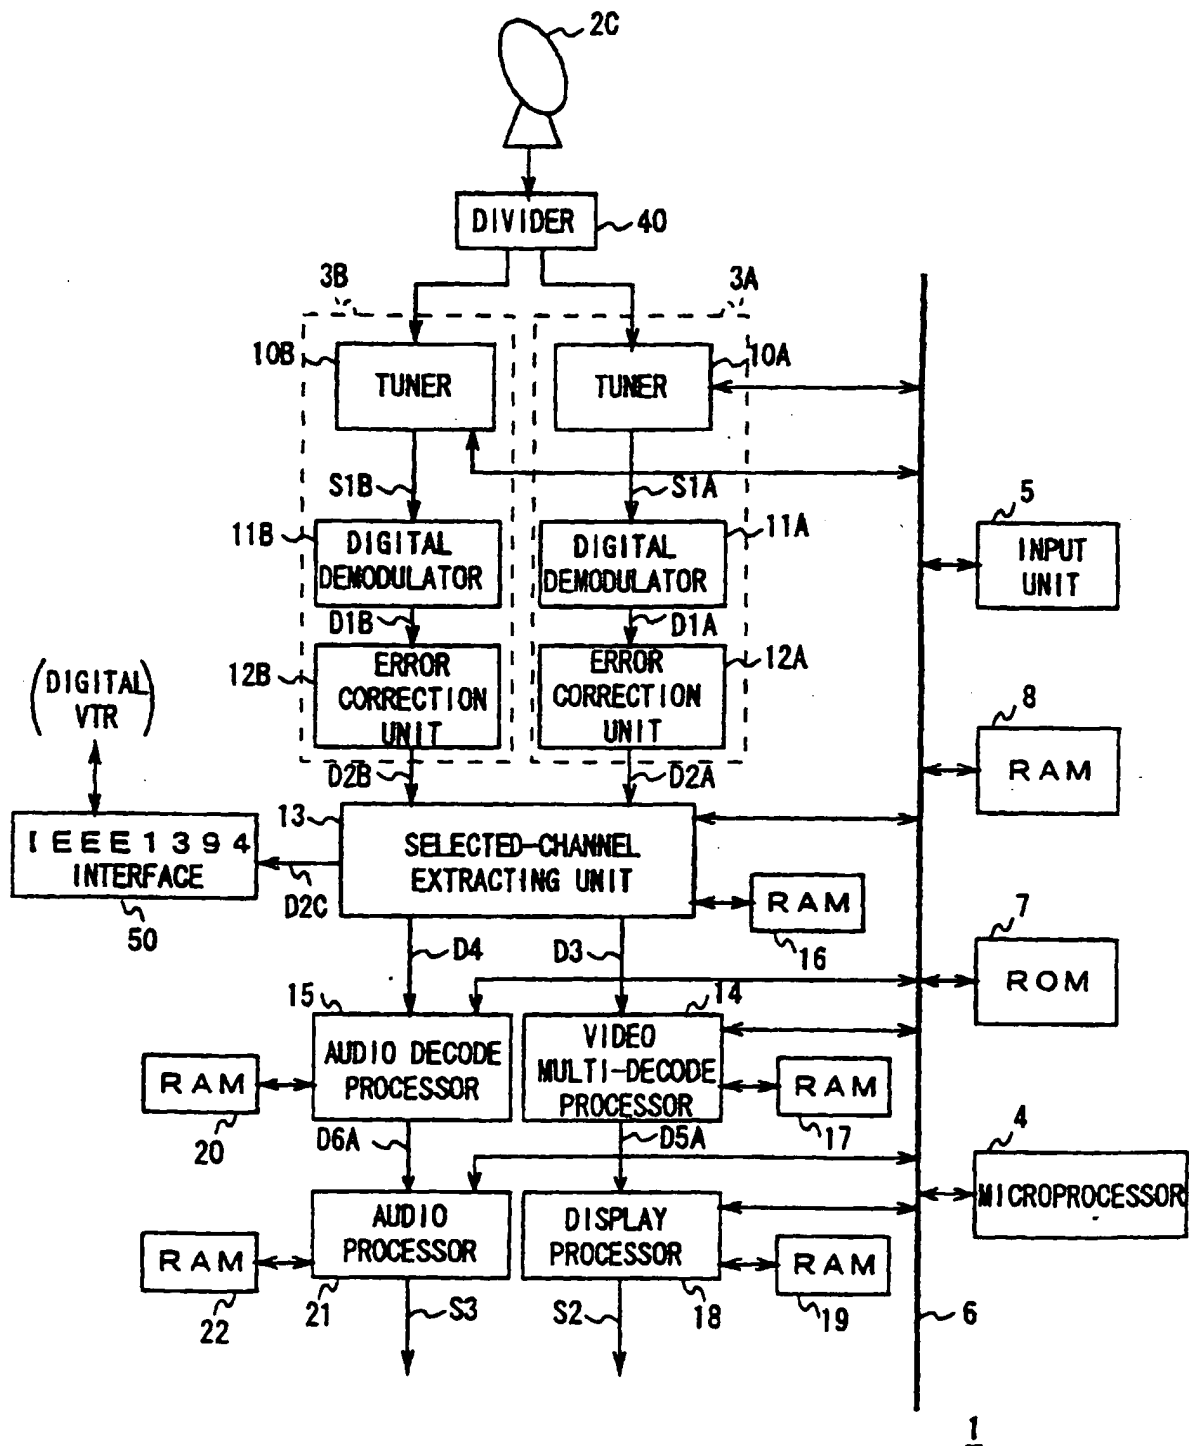 2C
DIVIDER
40
3B
3A
10B
TUNER
TUNER
10A
S1B
S1A
11B
DIGITAL
DEMODULATOR
DIGITAL
DEMODULATOR
11A
5
INPUT
UNIT
D1B
D1A
12B
ERROR
CORRECTION
UNIT
ERROR
CORRECTION
UNIT
12A
(DIGITAL
VTR)
8
RAM
D2B
D2A
13
SELECTED-CHANNEL
EXTRACTING UNIT
IEEE1394
INTERFACE
D2C
50
RAM
16
7
ROM
D4
D3
15
AUDIO DECODE
PROCESSOR
14
VIDEO
MULTI-DECODE
PROCESSOR
RAM
20
RAM
17
D6A
D5A
4
MICROPROCESSOR
AUDIO
PROCESSOR
DISPLAY
PROCESSOR
RAM
22
RAM
19
21
S3
S2
18
6
1